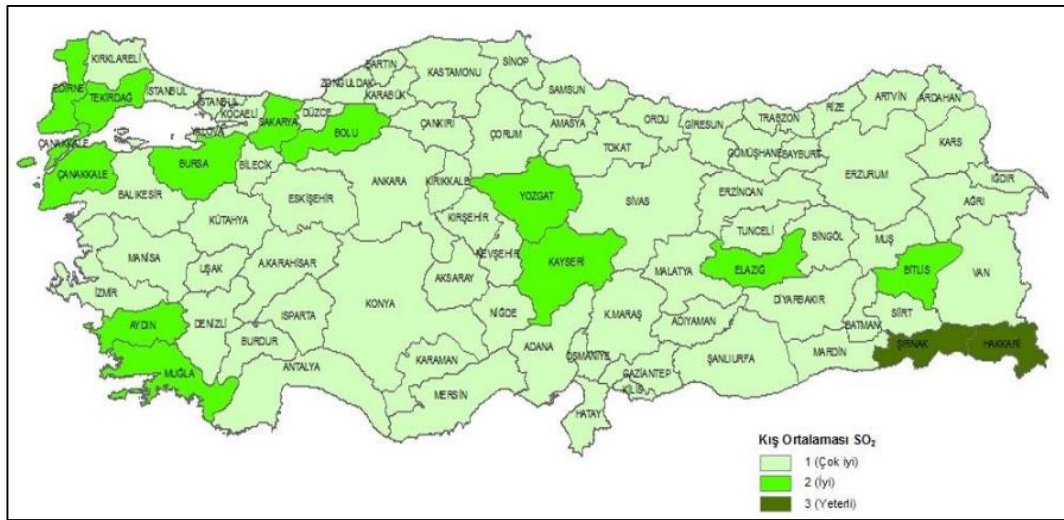 KIRKLARELİ
EDİRNE
TEKİRDAĞ
İSTANBUL
İSTANBUL
KOCAELİ
YALOVA
SAKARYA
DÜZCE
BOLU
ZONGULDAK
BARTIN
KARABÜK
KASTAMONU
SİNOP
SAMSUN
ÇANKIRI
ÇORUM
AMASYA
ORDU
GİRESUN
TRABZON
RİZE
ARTVİN
ARDAHAN
KARS
TOKAT
GÜMÜŞHANE
BAYBURT
ERZURUM
IĞDIR
AĞRI
ÇANAKKALE
ÇANAKKALE
BURSA
BİLECİK
BALIKESİR
ESKİŞEHİR
ANKARA
KIRIKKALE
YOZGAT
SİVAS
ERZİNCAN
TUNCELİ
BİNGÖL
MUŞ
KÜTAHYA
KIRŞEHİR
NEVŞEHİR
KAYSERİ
MALATYA
ELAZIĞ
BİTLİS
VAN
MANİSA
UŞAK
A.KARAHİSAR
AKSARAY
DİYARBAKIR
SİİRT
BATMAN
İZMİR
KONYA
NİĞDE
K.MARAŞ
ADIYAMAN
AYDIN
DENİZLİ
ISPARTA
BURDUR
MARDİN
ŞIRNAK
HAKKARİ
MUĞLA
ANTALYA
KARAMAN
ADANA
OSMANİYE
GAZİANTEP
ŞANLIURFA
KİLİS
MERSİN
HATAY
Kış Ortalaması SO₂
1 (Çok iyi)
2 (İyi)
3 (Yeterli)